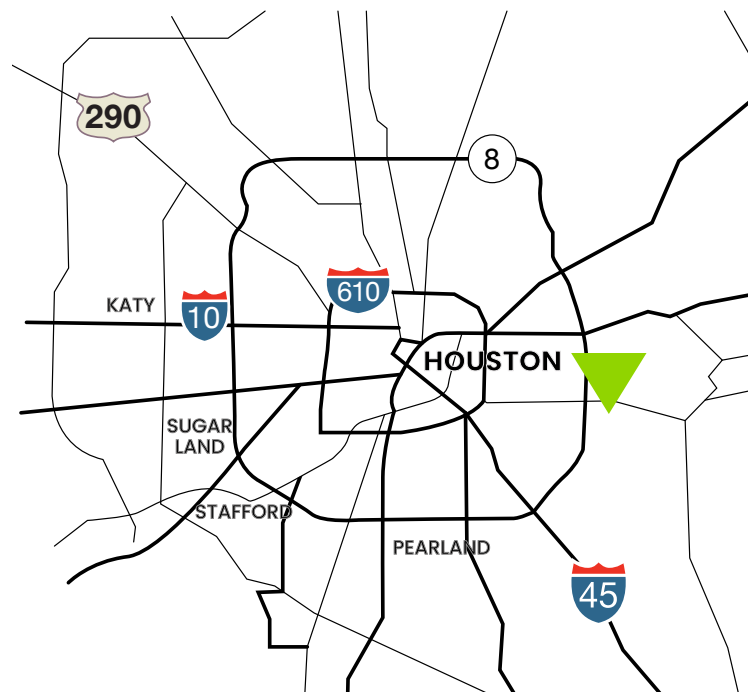 290
8
610
KATY
10
HOUSTON
SUGAR
LAND
STAFFORD
PEARLAND
45